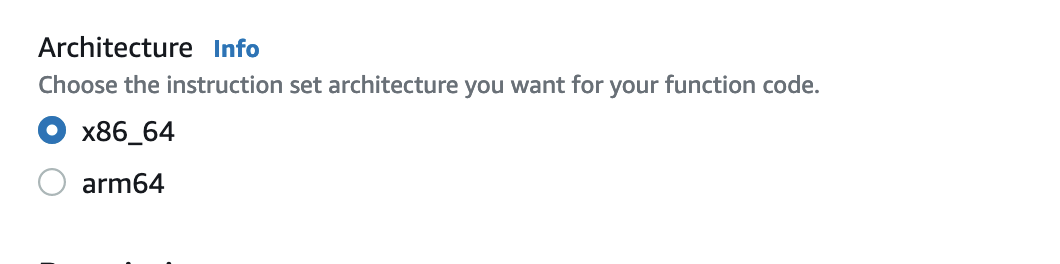 Architecture Info
Choose the instruction set architecture you want for your function code.
x86_64
arm64